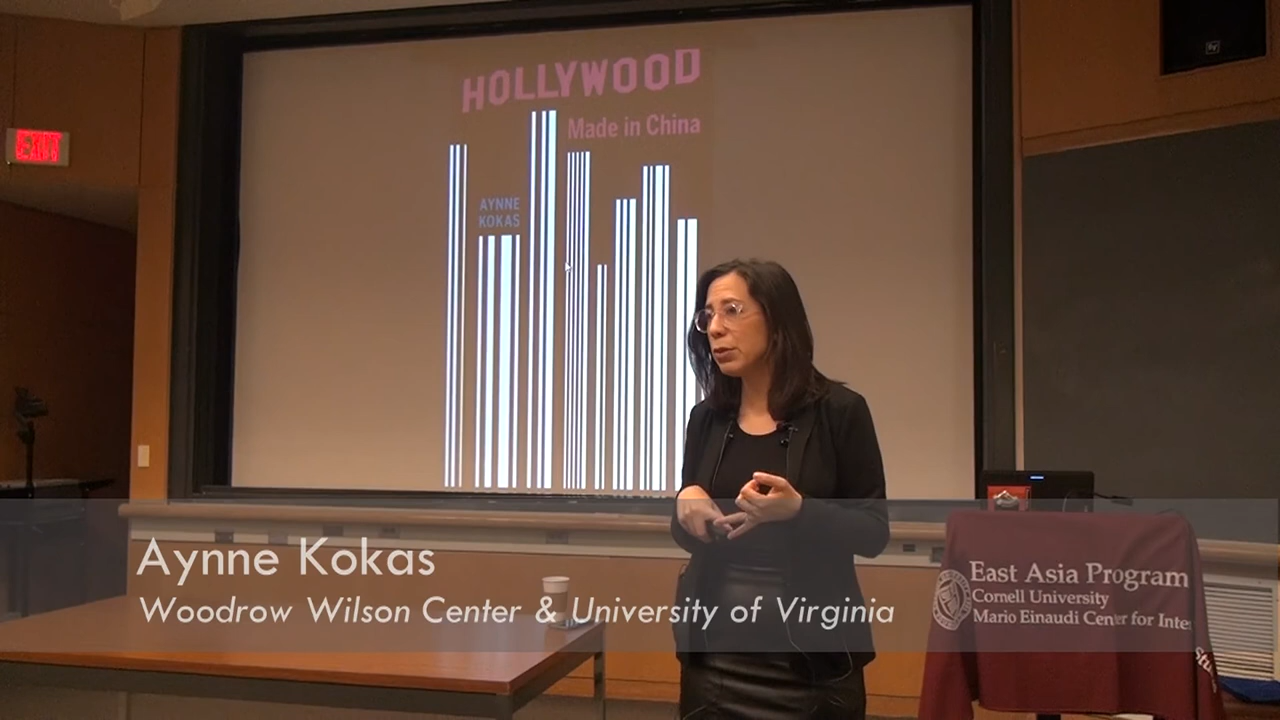 HOLLYWOOD
Made in China
AYNNE
KOKAS
EXIT
Aynne Kokas
Woodrow Wilson Center & University of Virginia
East Asia Program
Cornell University
Mario Einaudi Center for Inte